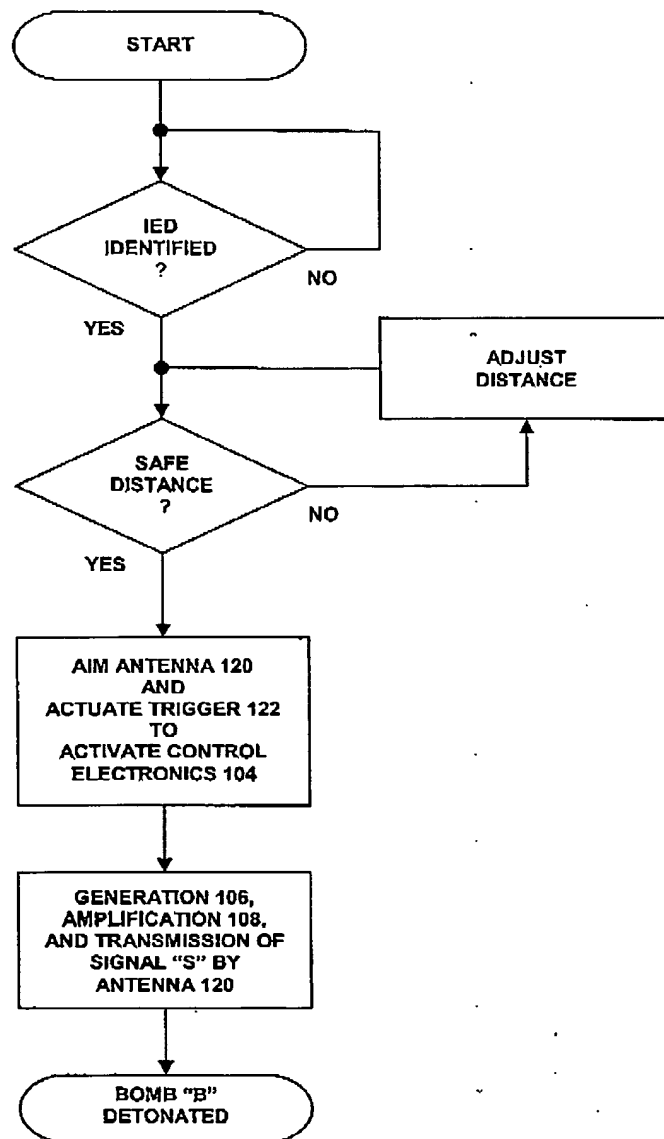 START
IED
IDENTIFIED
?
NO
YES
ADJUST
DISTANCE
SAFE
DISTANCE
?
NO
YES
AIM ANTENNA 120
AND
ACTUATE TRIGGER 122
TO
ACTIVATE CONTROL
ELECTRONICS 104
GENERATION 106,
AMPLIFICATION 108,
AND TRANSMISSION OF
SIGNAL "S" BY
ANTENNA 120
BOMB "B"
DETONATED